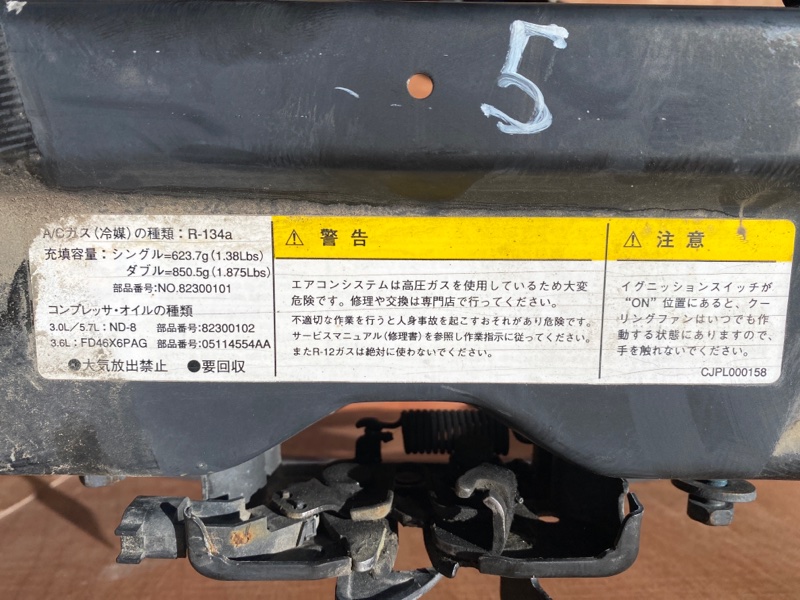 5
A/Cガス（冷媒）の種類：R-134a
充填容量：シングル=623.7g(1.38Lbs)
ダブル=850.5g(1.875Lbs)
部品番号:NO.82300101
コンプレッサ・オイルの種類
3.0L／5.7L：ND-8 部品番号:82300102
3.6L：FD46X6PAG 部品番号:05114554AA
●大気放出禁止 ●要回収
警告
エアコンシステムは高圧ガスを使用しているため大変
危険です。修理や交換は専門店で行ってください。
不適切な作業を行うと人身事故を起こすおそれがあり危険です。
サービスマニュアル（修理書）を参照し作業指示に従ってください。
またR-12ガスは絶対に使わないでください。
注意
イグニッションスイッチが
“ON”位置にあると、クー
リングファンはいつでも作
動する状態にありますので、
手を触れないでください。
CJPL000158